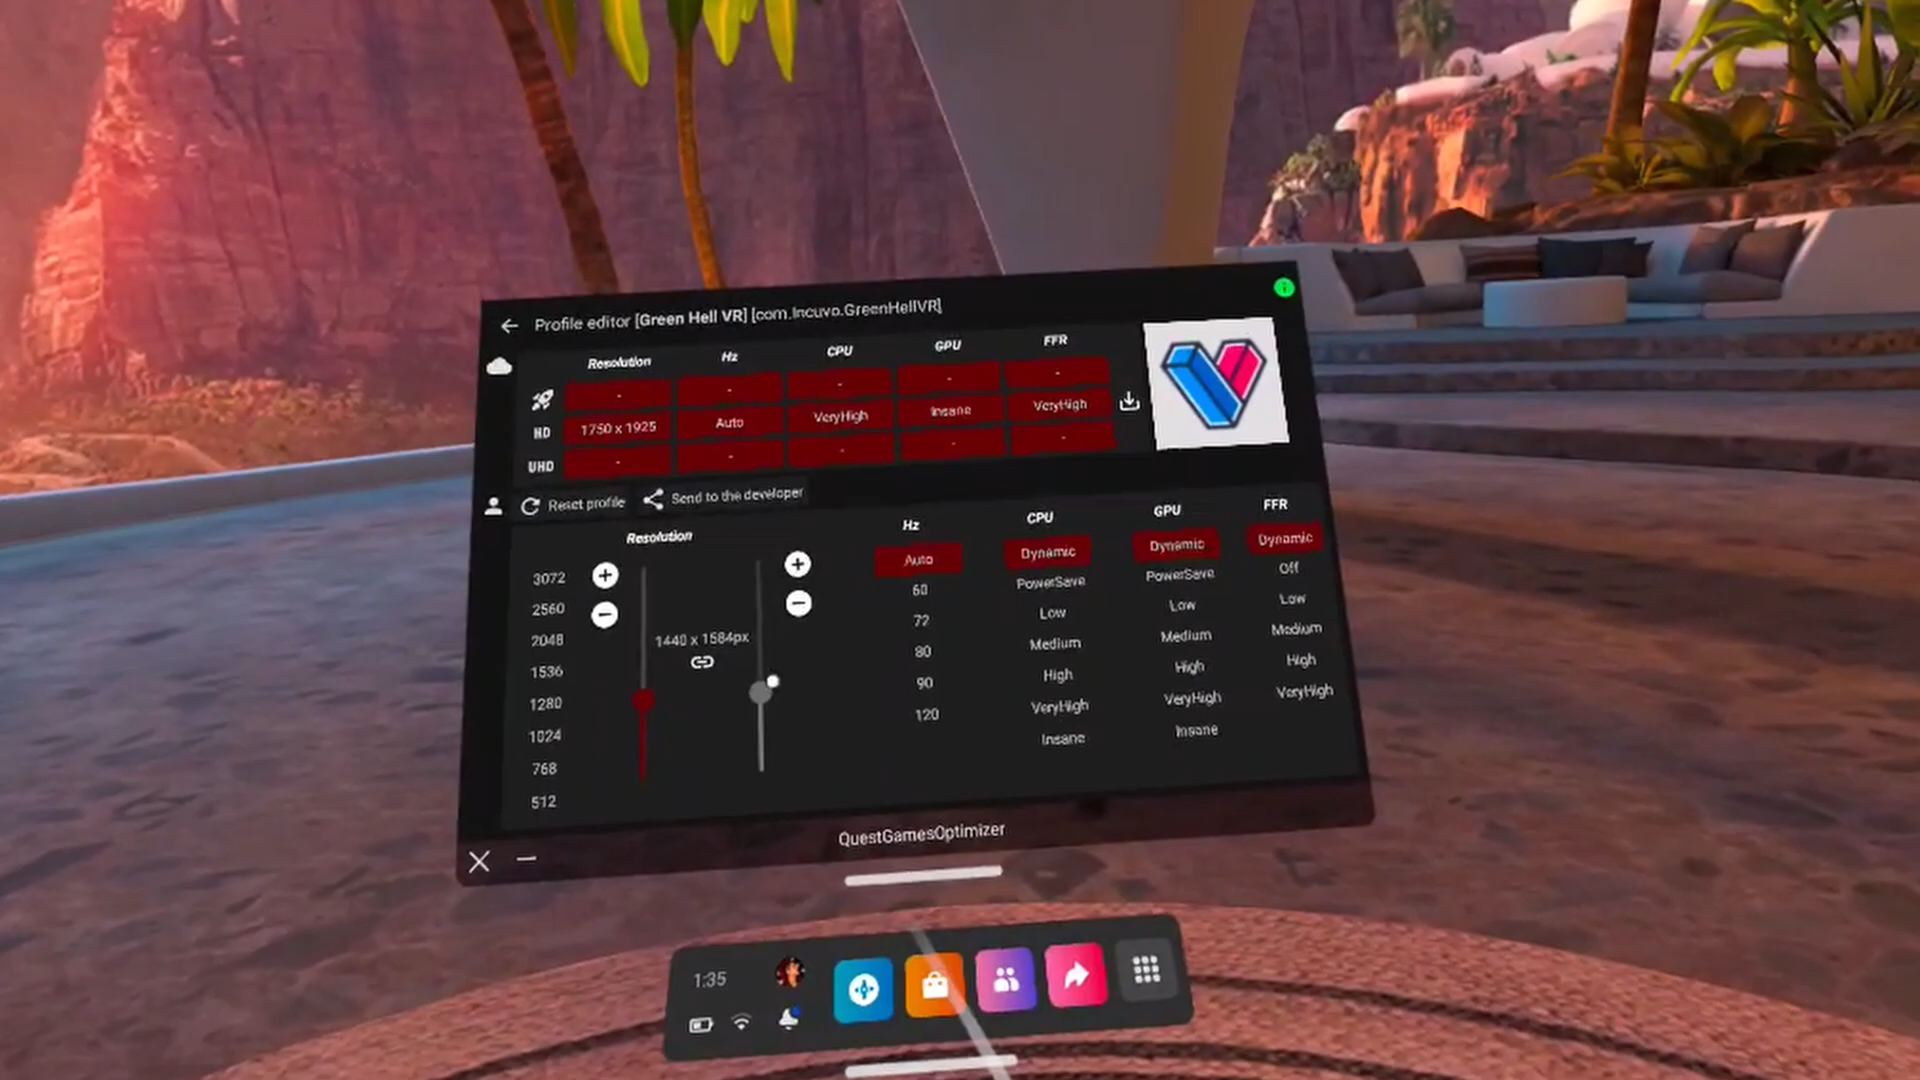 Profile editor [Green Hell VR] [com.Incuvo.GreenHellVR]
Resolution Hz CPU GPU FFR
- - - - -
HD 1750 x 1925 Auto VeryHigh Insane VeryHigh
UHD - - - - -
Reset profile Send to the developer
Resolution Hz CPU GPU FFR
3072 Auto Dynamic Dynamic Dynamic
2560 60 PowerSave PowerSave Off
2048 1440 x 1584px 72 Low Low Low
1536 80 Medium Medium Medium
1280 90 High High High
1024 120 VeryHigh VeryHigh VeryHigh
768 Insane Insane
512
QuestGamesOptimizer
1:35